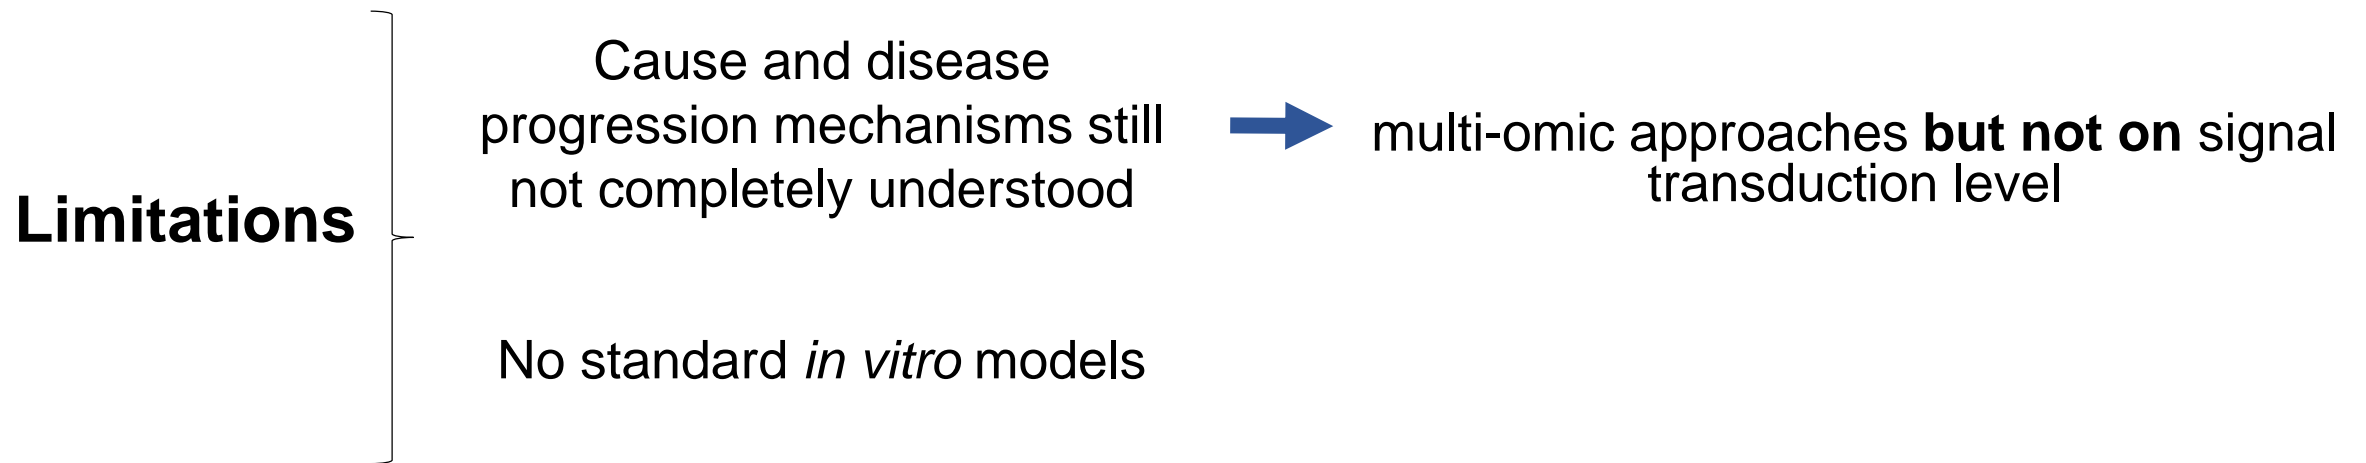 Limitations
Cause and disease
progression mechanisms still
not completely understood
multi-omic approaches but not on signal
transduction level
No standard in vitro models